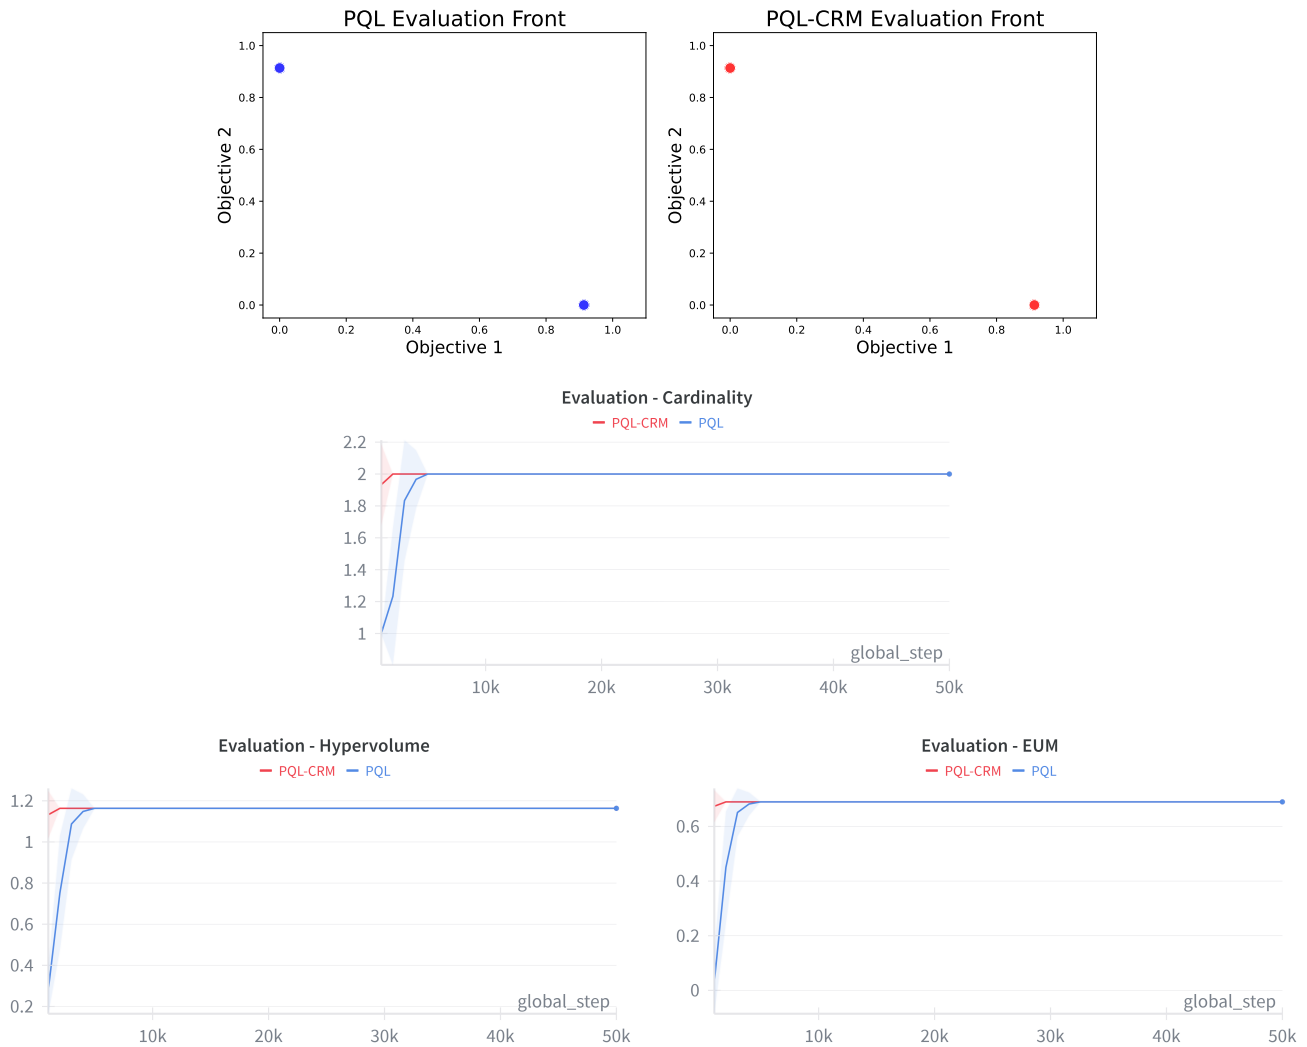 PQL Evaluation Front
1.0
0.8
0.6
0.4
0.2
0.0
Objective 2
0.0 0.2 0.4 0.6 0.8 1.0
Objective 1
PQL-CRM Evaluation Front
1.0
0.8
0.6
0.4
0.2
0.0
Objective 2
0.0 0.2 0.4 0.6 0.8 1.0
Objective 1
Evaluation - Cardinality
PQL-CRM PQL
2.2
2
1.8
1.6
1.4
1.2
1
global_step
10k 20k 30k 40k 50k
Evaluation - Hypervolume
PQL-CRM PQL
1.2
1
0.8
0.6
0.4
0.2
global_step
10k 20k 30k 40k 50k
Evaluation - EUM
PQL-CRM PQL
0.6
0.4
0.2
0
global_step
10k 20k 30k 40k 50k